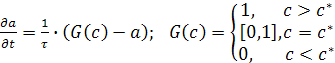 ∂a/∂t = 1/τ · (G(c) − a);   G(c) = { 1,   c > c*
[0,1], c = c*
0,   c < c*